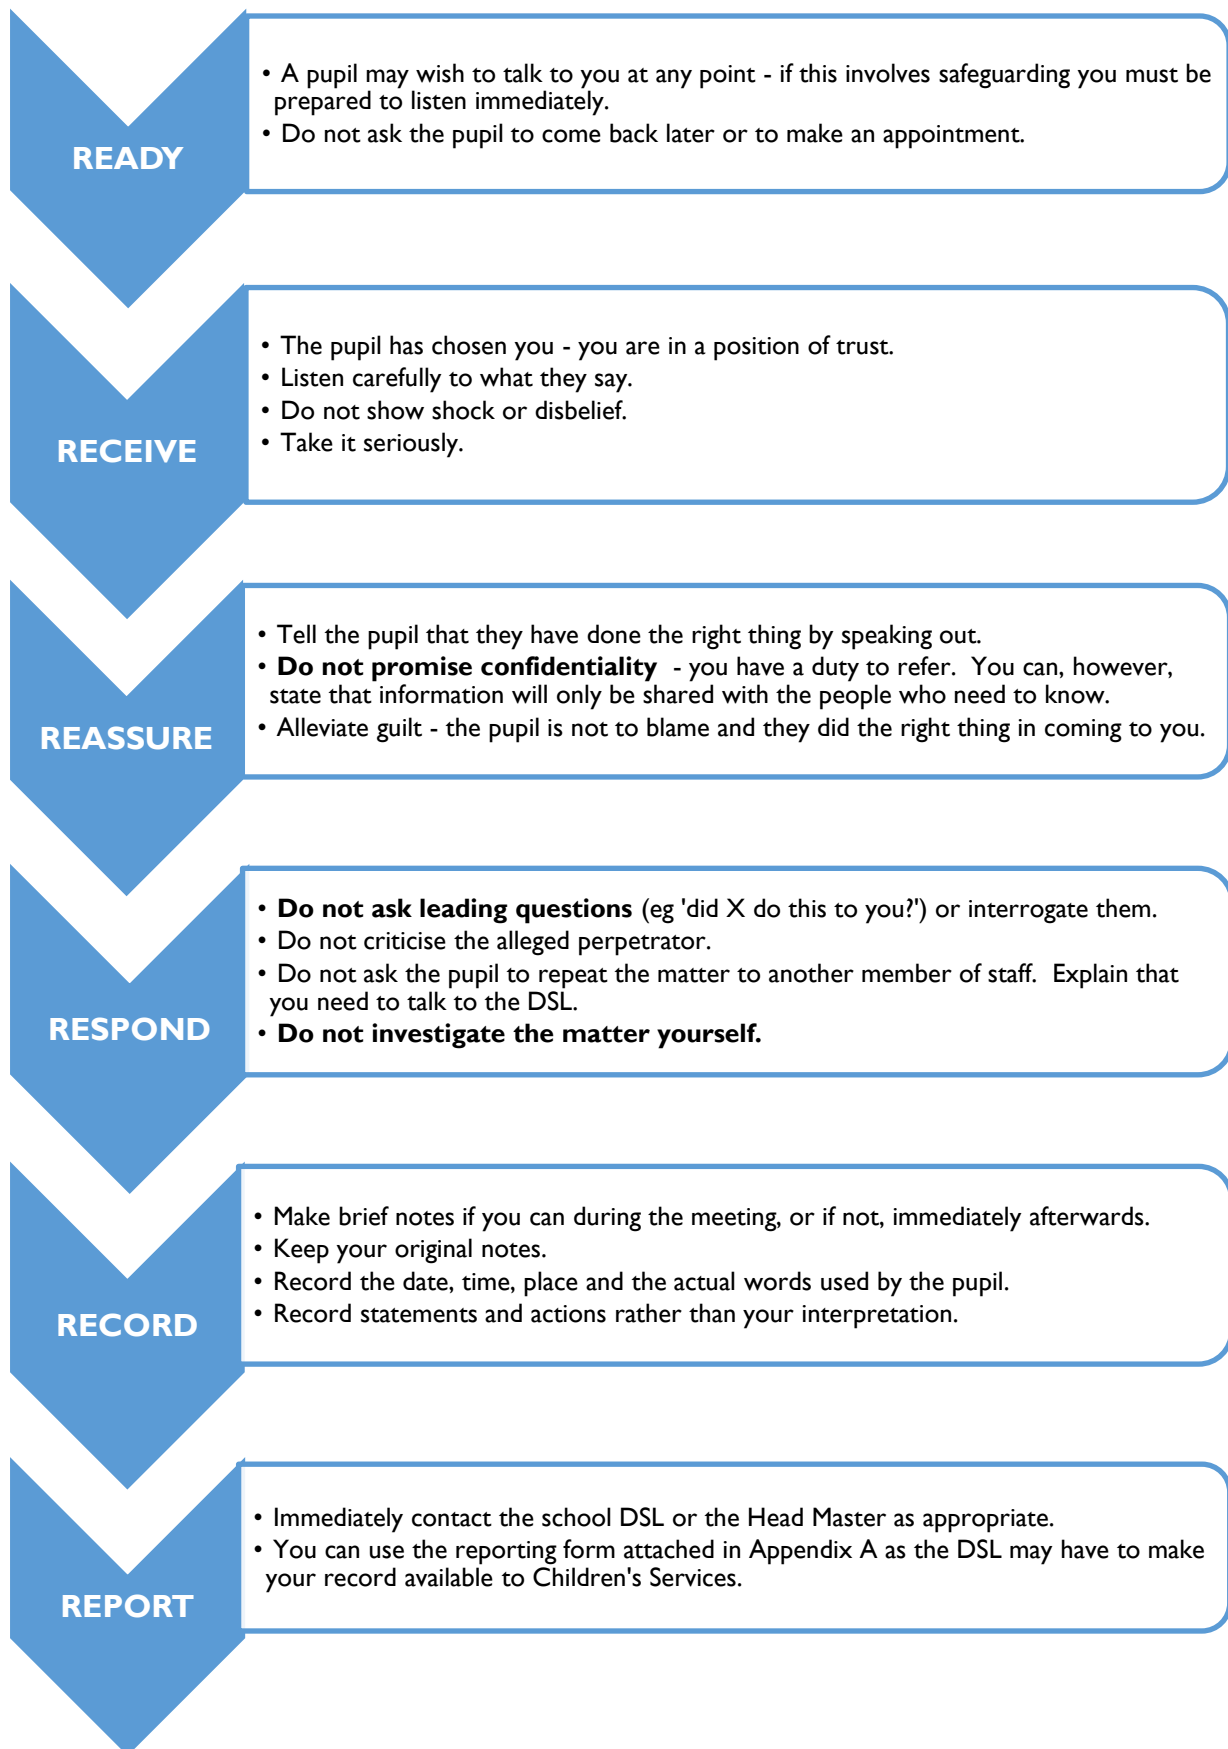 READY
• A pupil may wish to talk to you at any point - if this involves safeguarding you must be
prepared to listen immediately.
• Do not ask the pupil to come back later or to make an appointment.
RECEIVE
• The pupil has chosen you - you are in a position of trust.
• Listen carefully to what they say.
• Do not show shock or disbelief.
• Take it seriously.
REASSURE
• Tell the pupil that they have done the right thing by speaking out.
• Do not promise confidentiality - you have a duty to refer. You can, however,
state that information will only be shared with the people who need to know.
• Alleviate guilt - the pupil is not to blame and they did the right thing in coming to you.
RESPOND
• Do not ask leading questions (eg 'did X do this to you?') or interrogate them.
• Do not criticise the alleged perpetrator.
• Do not ask the pupil to repeat the matter to another member of staff. Explain that
you need to talk to the DSL.
• Do not investigate the matter yourself.
RECORD
• Make brief notes if you can during the meeting, or if not, immediately afterwards.
• Keep your original notes.
• Record the date, time, place and the actual words used by the pupil.
• Record statements and actions rather than your interpretation.
REPORT
• Immediately contact the school DSL or the Head Master as appropriate.
• You can use the reporting form attached in Appendix A as the DSL may have to make
your record available to Children's Services.